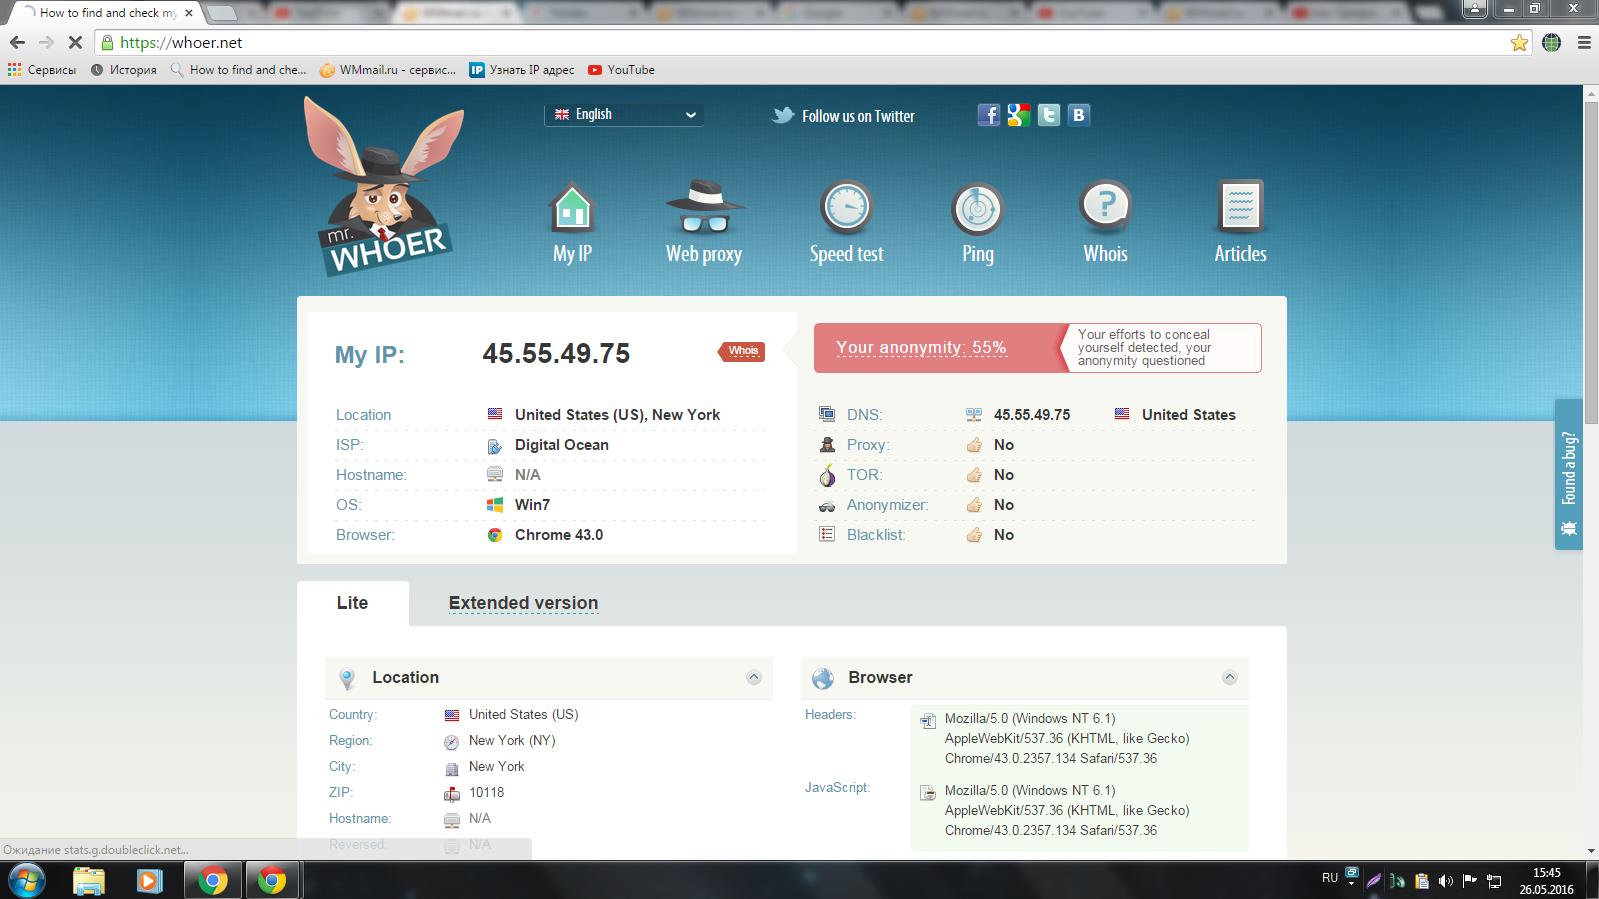 How to find and check my
https://whoer.net
Сервисы
История
How to find and che...
WMmail.ru - сервис...
IP
Узнать IP адрес
YouTube
English
Follow us on Twitter
mr.
WHOER
My IP
Web proxy
Speed test
Ping
Whois
Articles
My IP:
45.55.49.75
Whois
Your anonymity: 55%
Your efforts to conceal
yourself detected, your
anonymity questioned
Location
United States (US), New York
ISP:
Digital Ocean
Hostname:
N/A
OS:
Win7
Browser:
Chrome 43.0
DNS:
45.55.49.75
United States
Proxy:
No
TOR:
No
Anonymizer:
No
Blacklist:
No
Found a bug?
Lite
Extended version
Location
Country:
United States (US)
Region:
New York (NY)
City:
New York
ZIP:
10118
Hostname:
N/A
Reversed:
N/A
Browser
Headers:
Mozilla/5.0 (Windows NT 6.1)
AppleWebKit/537.36 (KHTML, like Gecko)
Chrome/43.0.2357.134 Safari/537.36
JavaScript:
Mozilla/5.0 (Windows NT 6.1)
AppleWebKit/537.36 (KHTML, like Gecko)
Chrome/43.0.2357.134 Safari/537.36
Ожидание stats.g.doubleclick.net...
RU
15:45
26.05.2016